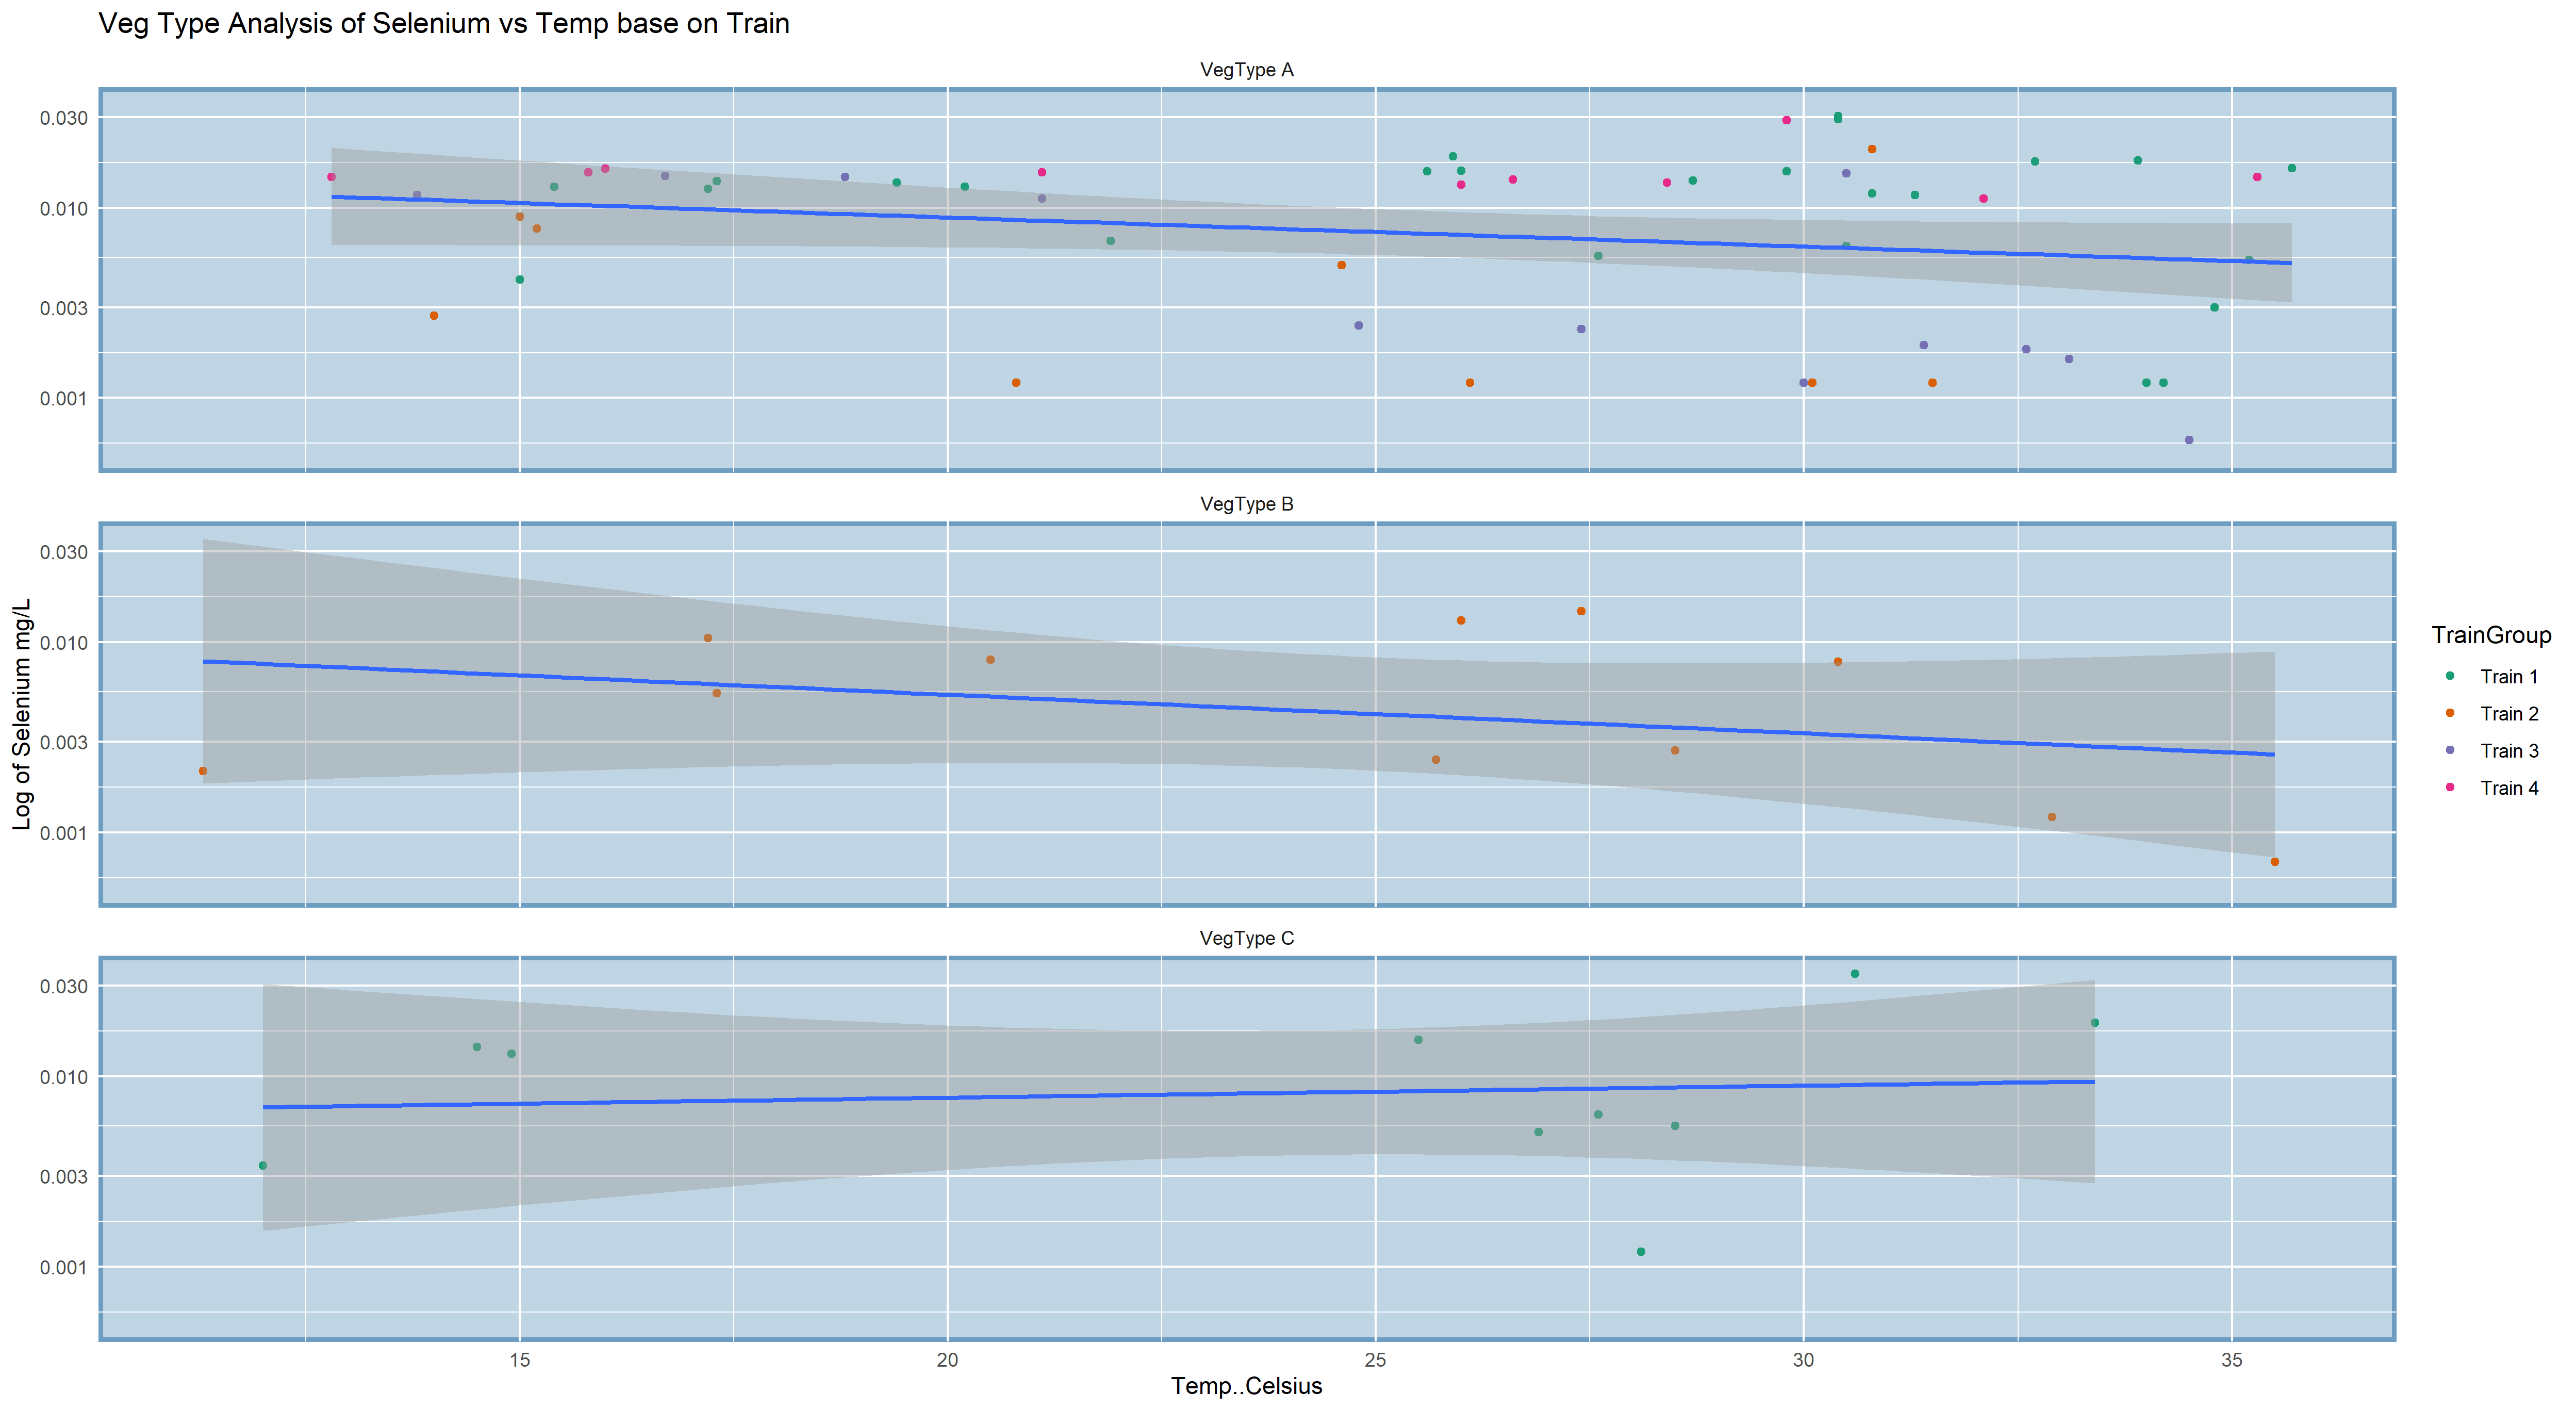 Veg Type Analysis of Selenium vs Temp base on Train
VegType A
0.030
0.010
0.003
0.001
VegType B
0.030
0.010
0.003
0.001
VegType C
0.030
0.010
0.003
0.001
Log of Selenium mg/L
15 20 25 30 35
Temp..Celsius
TrainGroup
Train 1
Train 2
Train 3
Train 4